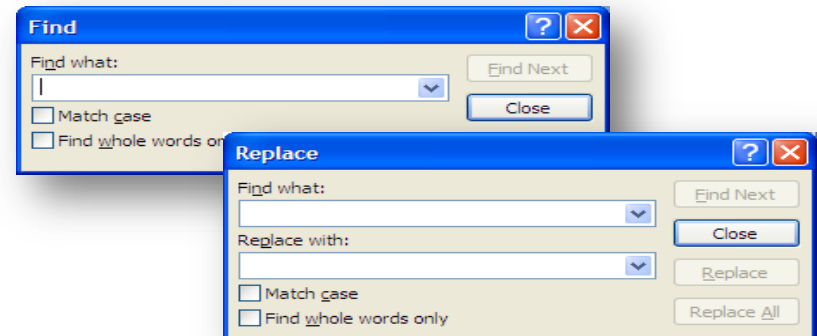 Find
?
Find what:
Find Next
Close
Match case
Find whole words or
Replace
?
Find what:
Find Next
Close
Replace with:
Replace
Match case
Find whole words only
Replace All